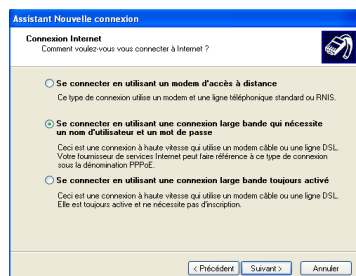 Assistant Nouvelle connexion
Connexion Internet
Comment voulez-vous vous connecter à Internet ?
Se connecter en utilisant un modem d'accès à distance
Ce type de connexion utilise un modem et une ligne téléphonique standard ou RNIS.
Se connecter en utilisant une connexion large bande qui nécessite
un nom d'utilisateur et un mot de passe
Ceci est une connexion à haute vitesse qui utilise un modem câble ou une ligne DSL.
Votre fournisseur de services Internet peut faire référence à ce type de connexion
sous la dénomination PPPoE.
Se connecter en utilisant une connexion large bande toujours activé
Ceci est une connexion à haute vitesse qui utilise un modem câble ou une ligne DSL.
Elle est toujours active et ne nécessite pas d'inscription.
< Précédent Suivant > Annuler